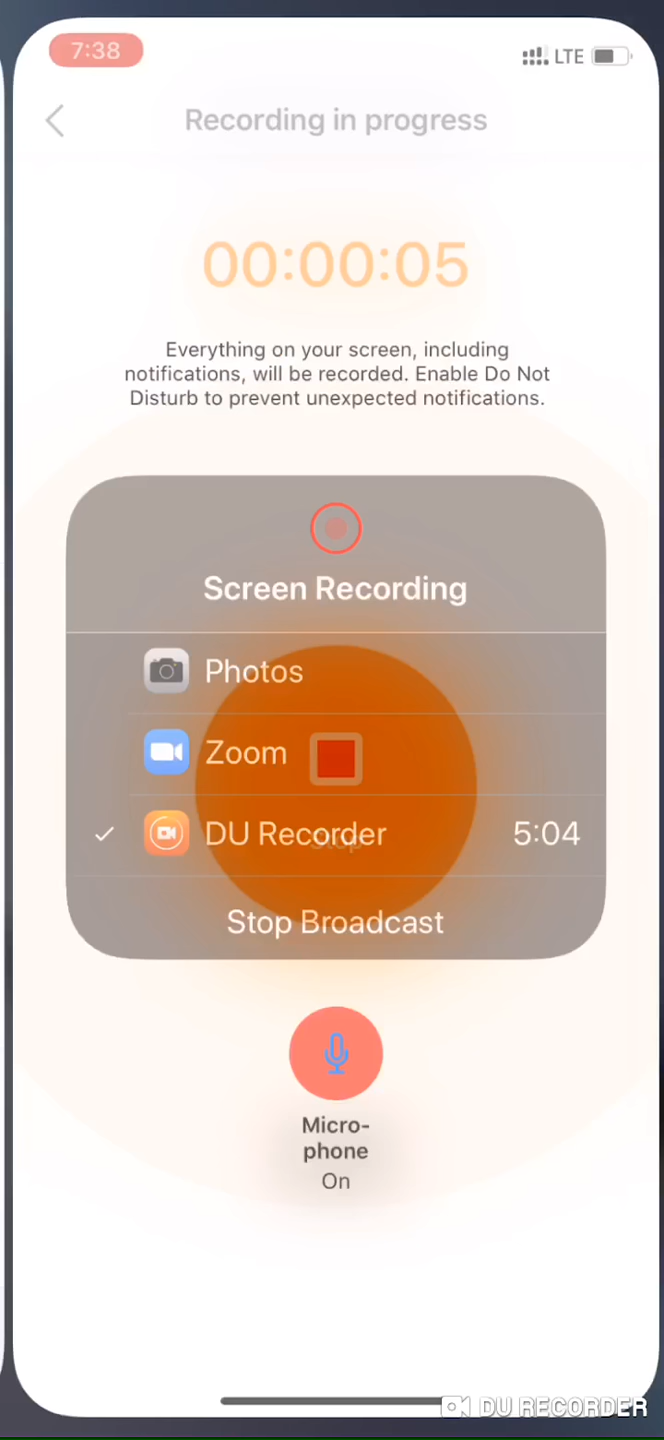 7:38
LTE
Recording in progress
00:00:05
Everything on your screen, including
notifications, will be recorded. Enable Do Not
Disturb to prevent unexpected notifications.
Screen Recording
Photos
Zoom
DU Recorder
5:04
Stop
Stop Broadcast
Micro-
phone
On
DU RECORDER